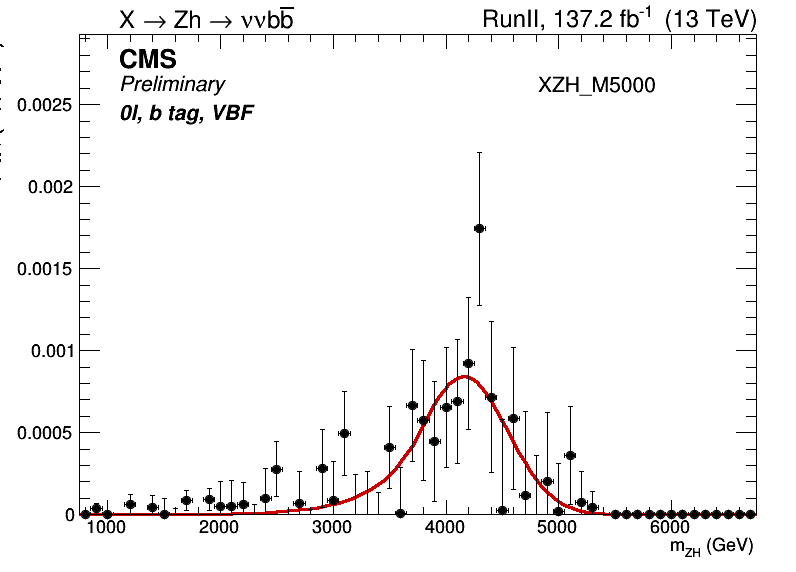 X → Zh → ννbb̅
RunII, 137.2 fb⁻¹ (13 TeV)
CMS
Preliminary
XZH_M5000
0l, b tag, VBF
0.0025
0.002
0.0015
0.001
0.0005
0
1000 2000 3000 4000 5000 6000
m_ZH (GeV)